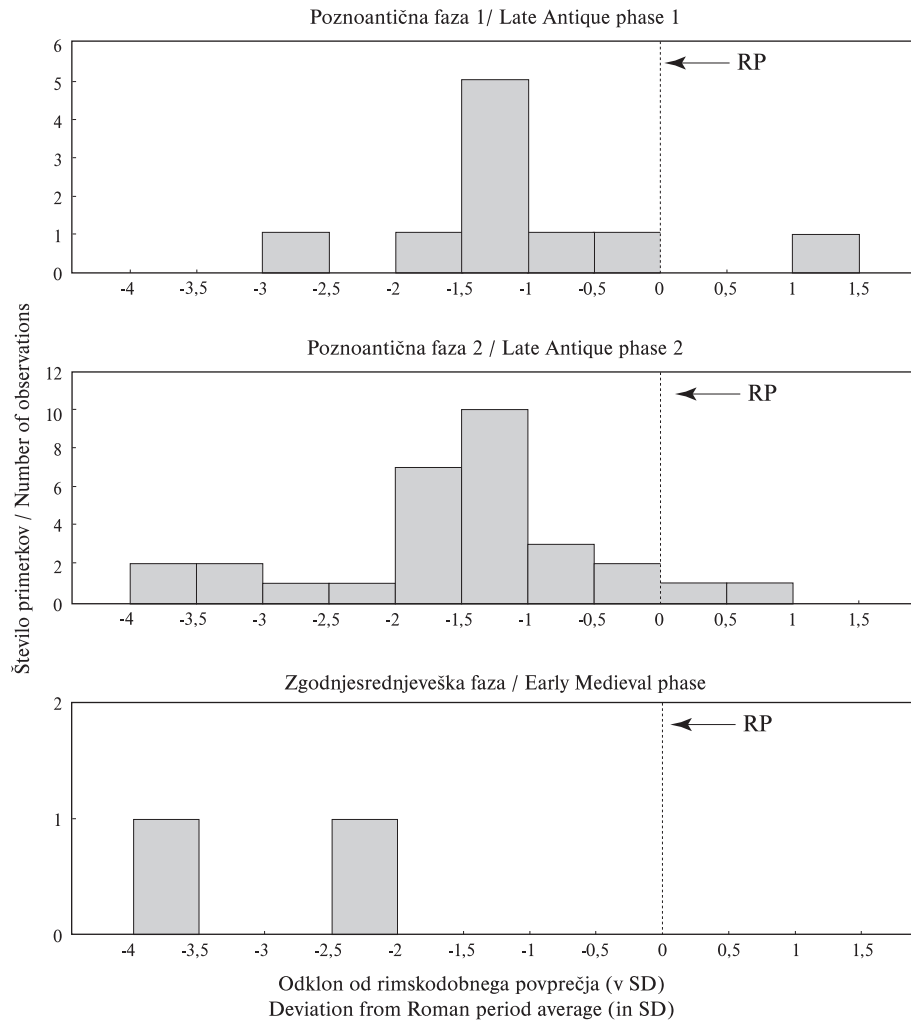 Poznoantična faza 1/ Late Antique phase 1
6
5
4
3
2
1
0
RP
-4 -3,5 -3 -2,5 -2 -1,5 -1 -0,5 0 0,5 1 1,5
Poznoantična faza 2 / Late Antique phase 2
12
10
8
6
4
2
0
RP
-4 -3,5 -3 -2,5 -2 -1,5 -1 -0,5 0 0,5 1 1,5
Število primerkov / Number of observations
Zgodnjesrednjeveška faza / Early Medieval phase
2
1
0
RP
-4 -3,5 -3 -2,5 -2 -1,5 -1 -0,5 0 0,5 1 1,5
Odklon od rimskodobnega povprečja (v SD)
Deviation from Roman period average (in SD)